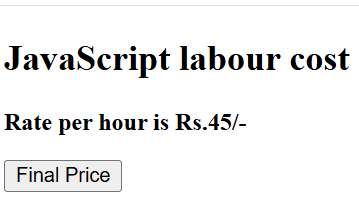 JavaScript labour cost
Rate per hour is Rs.45/-
Final Price